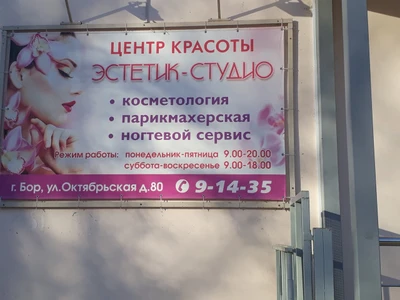 ЦЕНТР КРАСОТЫ
ЭСТЕТИК-СТУДИО
• косметология
• парикмахерская
• ногтевой сервис
Режим работы: понедельник-пятница 9.00-20.00
суббота-воскресенье 9.00-18.00
г. Бор, ул.Октябрьская д.80 9-14-35